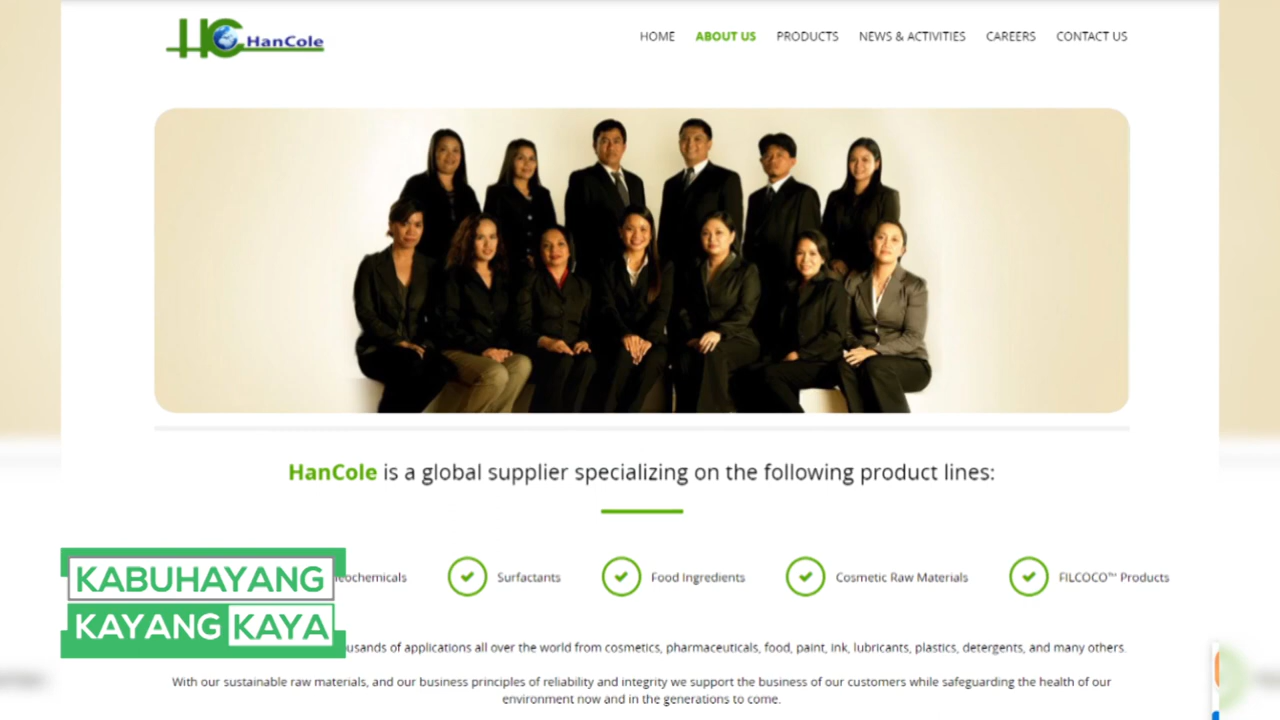 HC HanCole
HOME ABOUT US PRODUCTS NEWS & ACTIVITIES CAREERS CONTACT US
HanCole is a global supplier specializing on the following product lines:
Surfactants Food Ingredients Cosmetic Raw Materials FILCOCO™ Products
of applications all over the world from cosmetics, pharmaceuticals, food, paint, ink, lubricants, plastics, detergents, and many others.
With our sustainable raw materials, and our business principles of reliability and integrity we support the business of our customers while safeguarding the health of our
environment now and in the generations to come.
KABUHAYANG
KAYANG KAYA